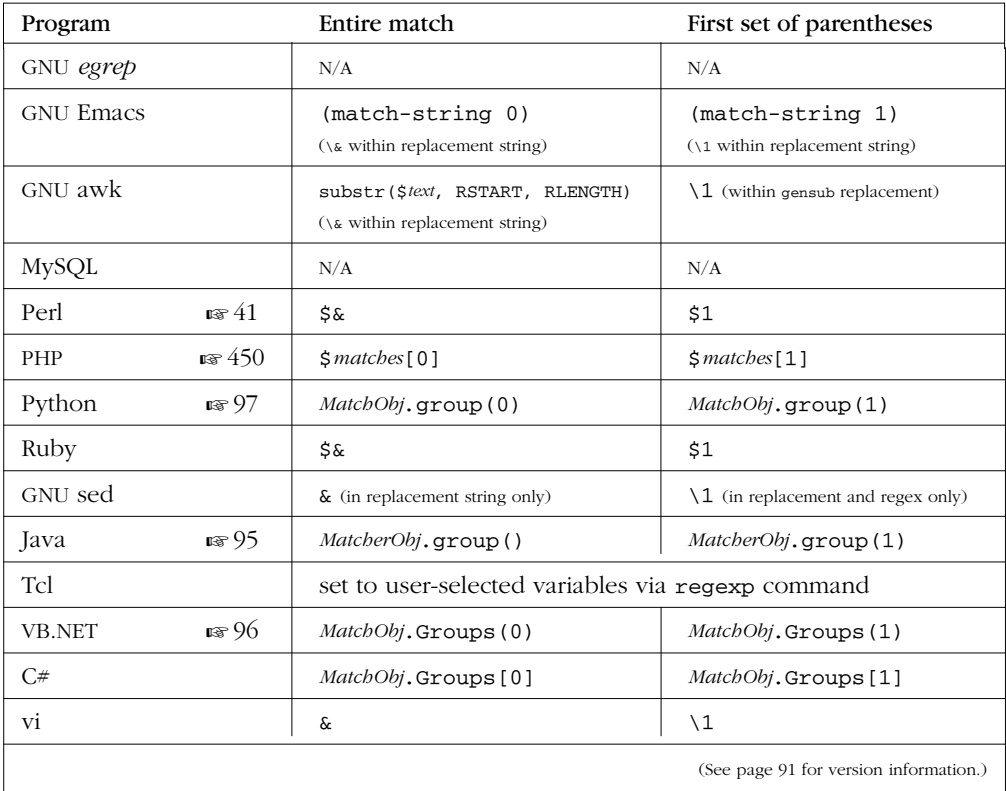 Program Entire match First set of parentheses
GNU egrep N/A N/A
GNU Emacs (match-string 0) (match-string 1)
(\& within replacement string) (\1 within replacement string)
GNU awk substr($text, RSTART, RLENGTH) \1 (within gensub replacement)
(\& within replacement string)
MySQL N/A N/A
Perl ☞ 41 $& $1
PHP ☞ 450 $matches[0] $matches[1]
Python ☞ 97 MatchObj.group(0) MatchObj.group(1)
Ruby $& $1
GNU sed & (in replacement string only) \1 (in replacement and regex only)
Java ☞ 95 MatcherObj.group() MatcherObj.group(1)
Tcl set to user-selected variables via regexp command
VB.NET ☞ 96 MatchObj.Groups(0) MatchObj.Groups(1)
C# MatchObj.Groups[0] MatchObj.Groups[1]
vi & \1
(See page 91 for version information.)